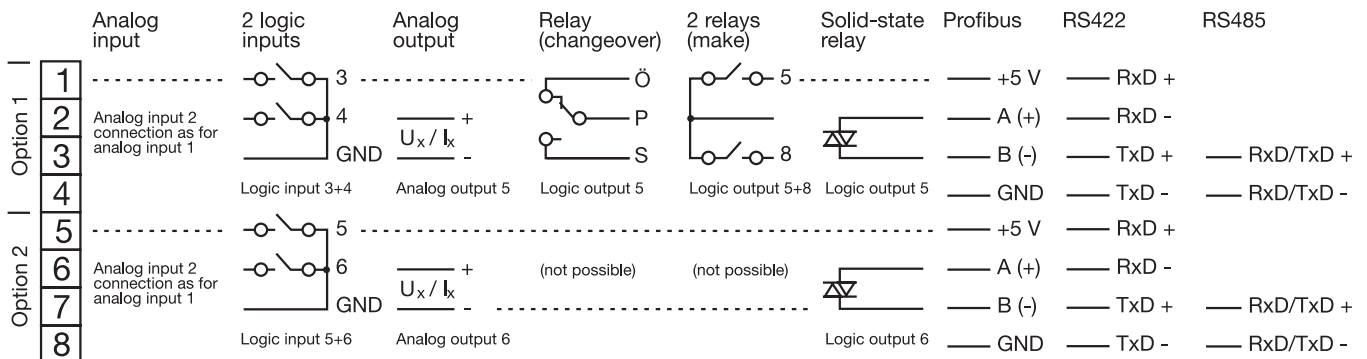 Analog input 2 logic inputs Analog output Relay (changeover) 2 relays (make) Solid-state relay Profibus RS422 RS485
Option 1
1 3 Ö 5 +5 V RxD +
2 Analog input 2 connection as for analog input 1 4 + Ux / Ix P A (+) RxD -
3 GND - S 8 B (-) TxD + RxD/TxD +
4 Logic input 3+4 Analog output 5 Logic output 5 Logic output 5+8 Logic output 5 GND TxD - RxD/TxD -
Option 2
5 5 +5 V RxD +
6 Analog input 2 connection as for analog input 1 6 + Ux / Ix (not possible) (not possible) A (+) RxD -
7 GND - B (-) TxD + RxD/TxD +
8 Logic input 5+6 Analog output 6 Logic output 6 GND TxD - RxD/TxD -